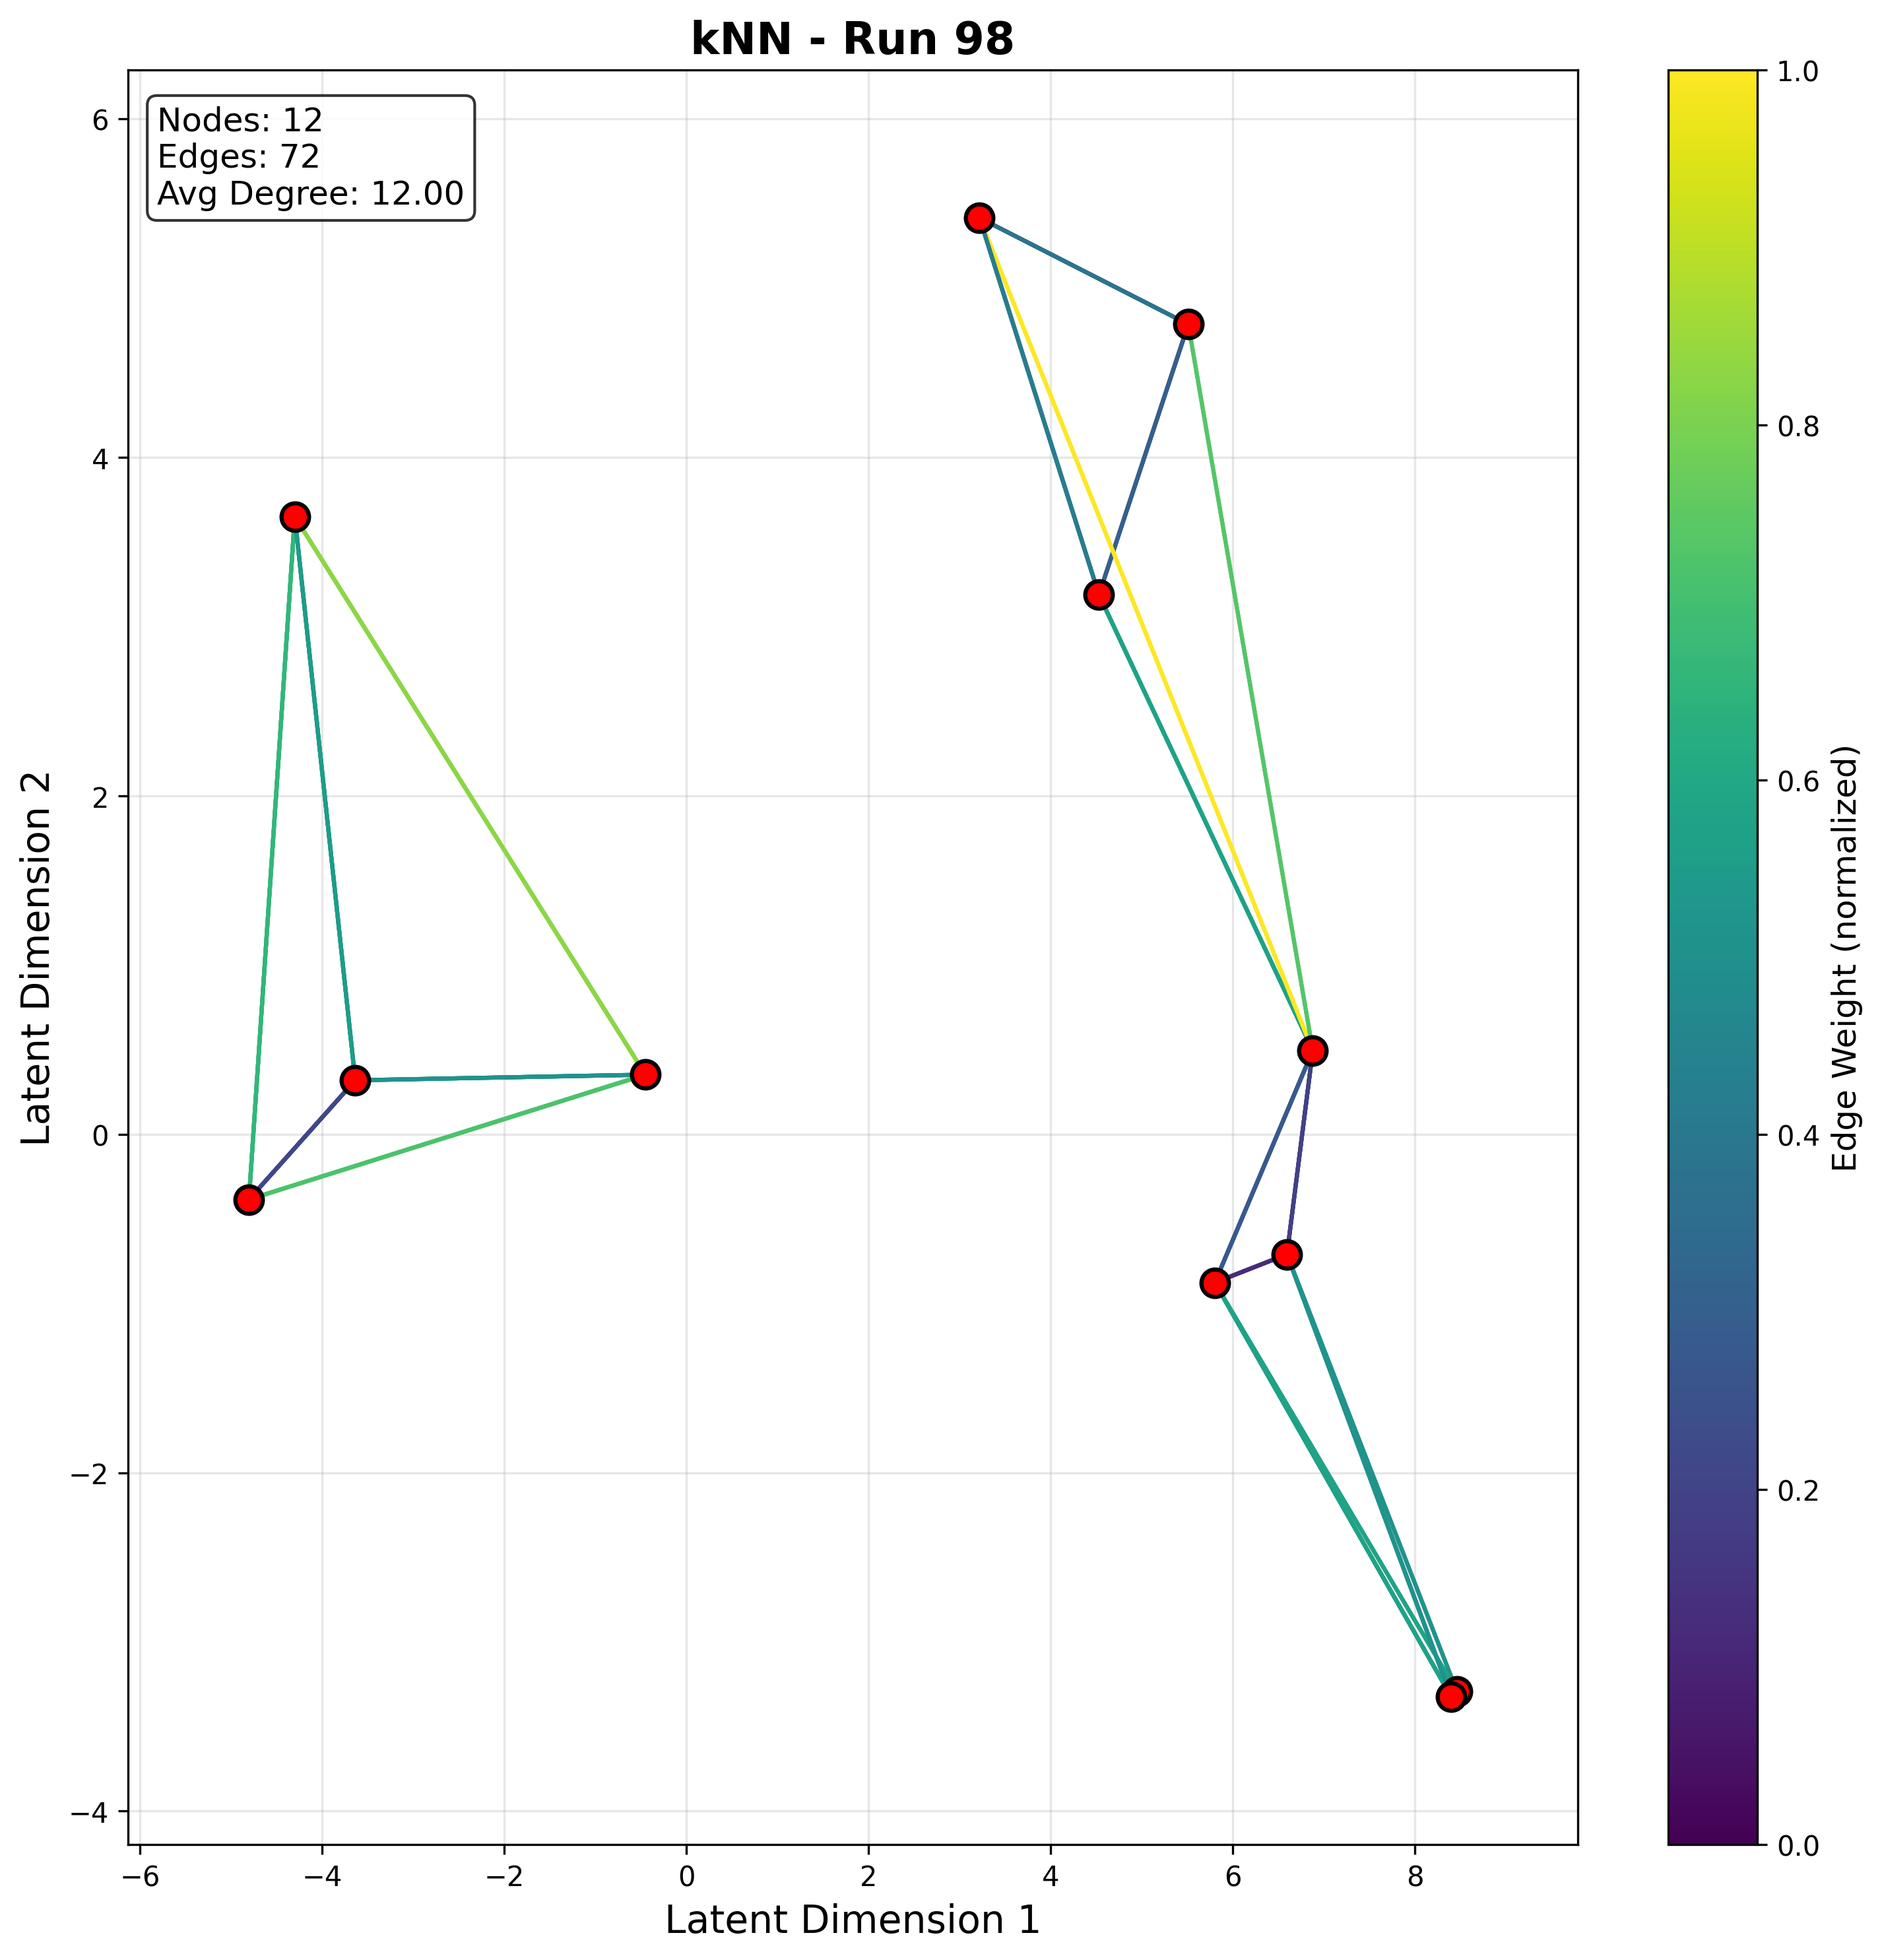 kNN - Run 98
Nodes: 12
Edges: 72
Avg Degree: 12.00
6
4
2
0
−2
−4
Latent Dimension 2
−6
−4
−2
0
2
4
6
8
Latent Dimension 1
1.0
0.8
0.6
0.4
0.2
0.0
Edge Weight (normalized)